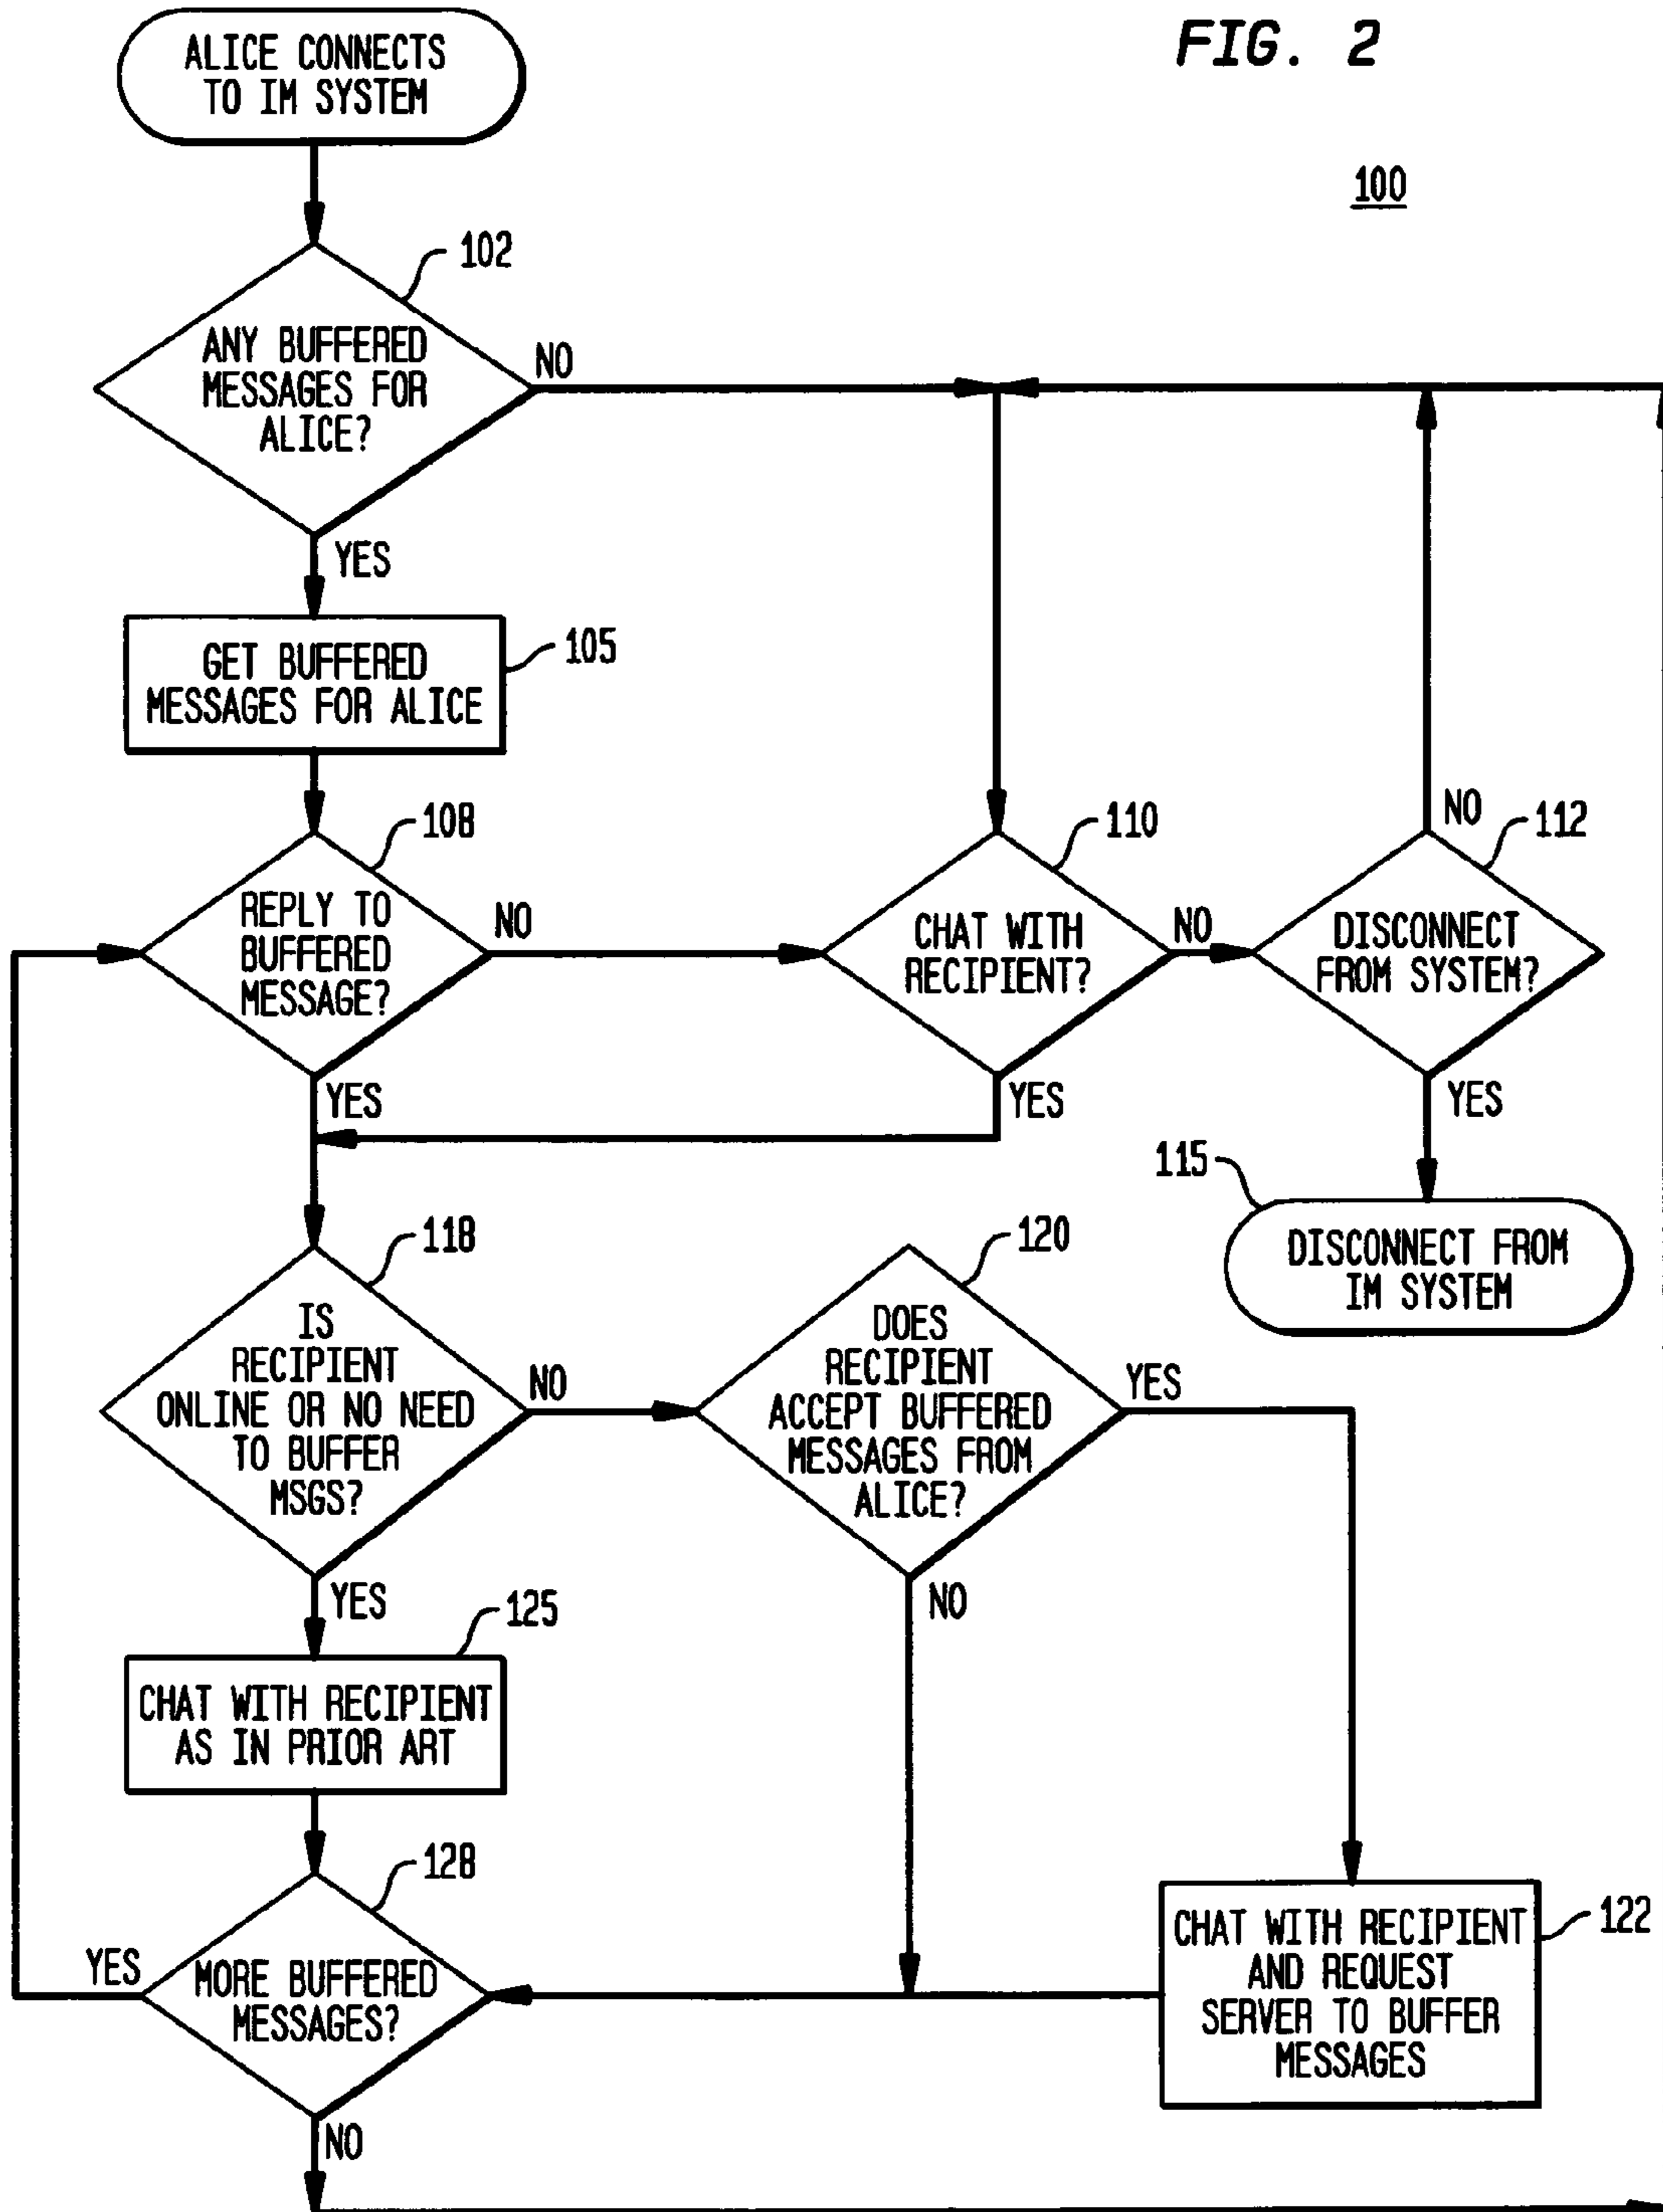 FIG. 2
100
ALICE CONNECTS
TO IM SYSTEM
102
ANY BUFFERED
MESSAGES FOR
ALICE?
NO
YES
GET BUFFERED
MESSAGES FOR ALICE
105
108
REPLY TO
BUFFERED
MESSAGE?
NO
YES
110
CHAT WITH
RECIPIENT?
NO
YES
112
NO
DISCONNECT
FROM SYSTEM?
YES
115
DISCONNECT FROM
IM SYSTEM
118
IS
RECIPIENT
ONLINE OR NO NEED
TO BUFFER
MSGS?
NO
YES
120
DOES
RECIPIENT
ACCEPT BUFFERED
MESSAGES FROM
ALICE?
YES
NO
125
CHAT WITH RECIPIENT
AS IN PRIOR ART
122
CHAT WITH RECIPIENT
AND REQUEST
SERVER TO BUFFER
MESSAGES
128
YES
MORE BUFFERED
MESSAGES?
NO